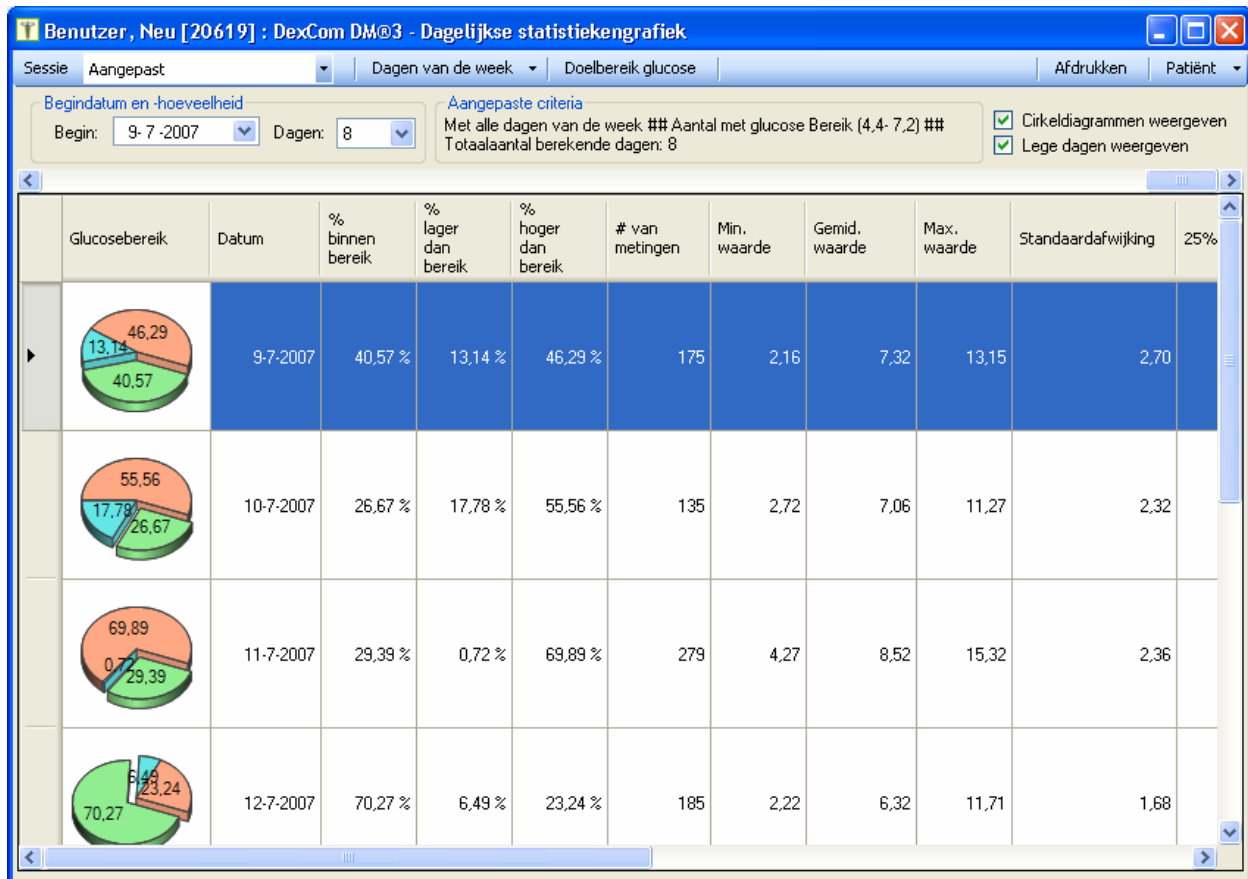 Benutzer, Neu [20619] : DexCom DM®3 - Dagelijkse statistiekengrafiek
Sessie Aangepast Dagen van de week Doelbereik glucose Afdrukken Patiënt
Begindatum en -hoeveelheid
Begin: 9- 7 -2007 Dagen: 8
Aangepaste criteria
Met alle dagen van de week ## Aantal met glucose Bereik (4,4- 7,2) ##
Totaalaantal berekende dagen: 8
Cirkeldiagrammen weergeven
Lege dagen weergeven
Glucosebereik Datum % binnen bereik % lager dan bereik % hoger dan bereik # van metingen Min. waarde Gemid. waarde Max. waarde Standaardafwijking 25%
46,29
13,14
40,57
9-7-2007 40,57 % 13,14 % 46,29 % 175 2,16 7,32 13,15 2,70
55,56
17,78
26,67
10-7-2007 26,67 % 17,78 % 55,56 % 135 2,72 7,06 11,27 2,32
69,89
0,72
29,39
11-7-2007 29,39 % 0,72 % 69,89 % 279 4,27 8,52 15,32 2,36
6,49
23,24
70,27
12-7-2007 70,27 % 6,49 % 23,24 % 185 2,22 6,32 11,71 1,68